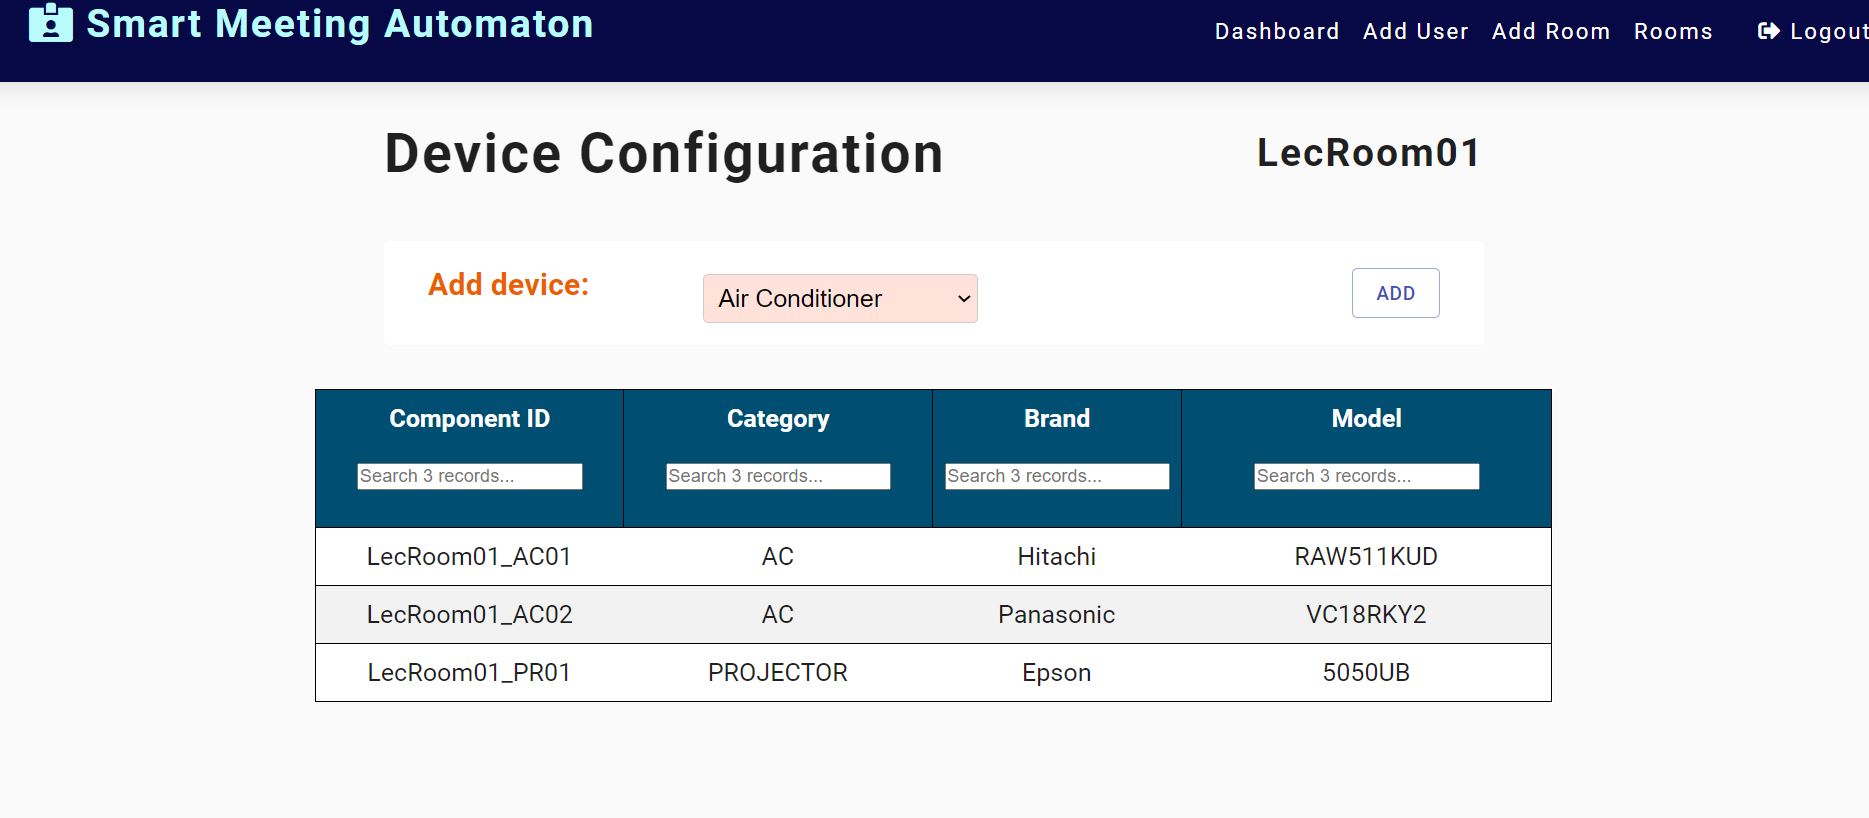 Smart Meeting Automaton
Dashboard Add User Add Room Rooms Logout
Device Configuration
LecRoom01
Add device:
Air Conditioner
ADD
Component ID Category Brand Model
Search 3 records... Search 3 records... Search 3 records... Search 3 records...
LecRoom01_AC01 AC Hitachi RAW511KUD
LecRoom01_AC02 AC Panasonic VC18RKY2
LecRoom01_PR01 PROJECTOR Epson 5050UB